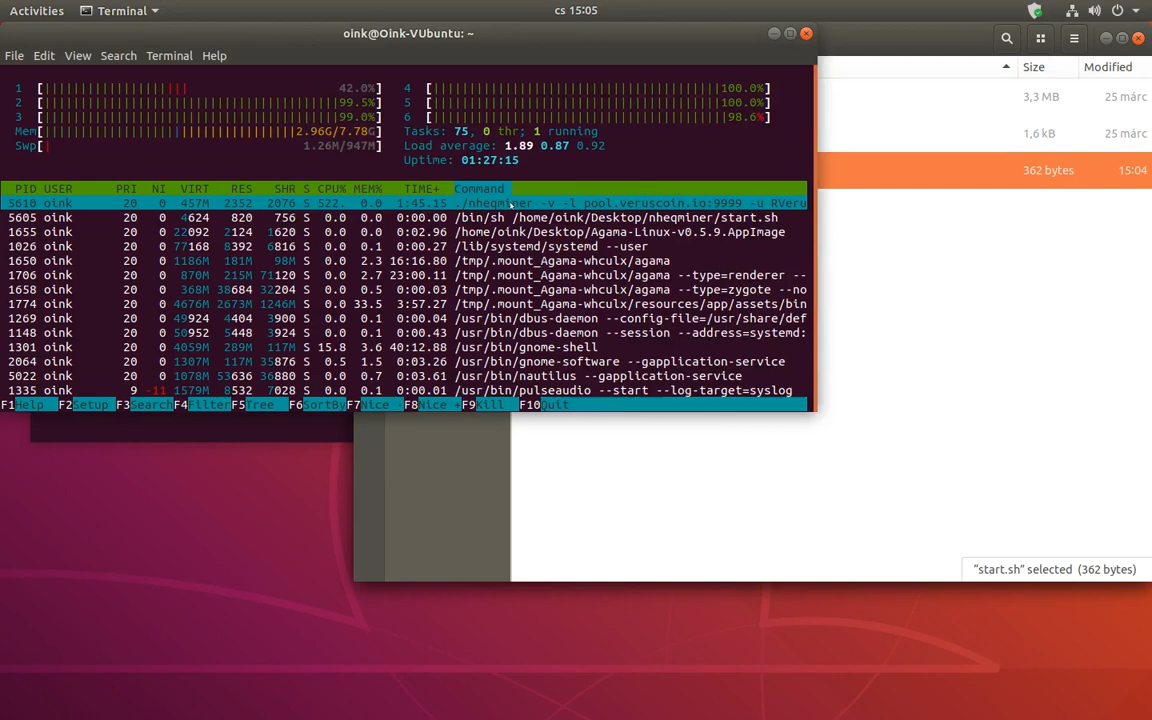 Activities Terminal cs 15:05
oink@Oink-VUbuntu: ~
File Edit View Search Terminal Help
Size Modified
1 [||||||||||||||||||||| 42.0%] 4 [||||||||||||||||||||||||||||||100.0%]
2 [||||||||||||||||||||||||||||||99.5%] 5 [||||||||||||||||||||||||||||||100.0%]
3 [||||||||||||||||||||||||||||||99.0%] 6 [||||||||||||||||||||||||||||||98.6%]
Mem[||||||||||||||||||||||||||2.96G/7.78G] Tasks: 75, 0 thr; 1 running
Swp[| 1.26M/947M] Load average: 1.89 0.87 0.92
Uptime: 01:27:15
3,3 MB 25 márc
1,6 kB 25 márc
362 bytes 15:04
PID USER PRI NI VIRT RES SHR S CPU% MEM% TIME+ Command
5610 oink 20 0 457M 2352 2076 S 522. 0.0 1:45.15 ./nheqminer -v -l pool.veruscoin.io:9999 -u RVeru
5605 oink 20 0 4624 820 756 S 0.0 0.0 0:00.00 /bin/sh /home/oink/Desktop/nheqminer/start.sh
1655 oink 20 0 22092 2124 1620 S 0.0 0.0 0:02.96 /home/oink/Desktop/Agama-Linux-v0.5.9.AppImage
1026 oink 20 0 77168 8392 6816 S 0.0 0.1 0:00.27 /lib/systemd/systemd --user
1650 oink 20 0 1186M 181M 98M S 0.0 2.3 16:16.80 /tmp/.mount_Agama-whculx/agama
1706 oink 20 0 870M 215M 71120 S 0.0 2.7 23:00.11 /tmp/.mount_Agama-whculx/agama --type=renderer --
1658 oink 20 0 368M 38684 32204 S 0.0 0.5 0:00.03 /tmp/.mount_Agama-whculx/agama --type=zygote --no
1774 oink 20 0 4676M 2673M 1246M S 0.0 33.5 3:57.27 /tmp/.mount_Agama-whculx/resources/app/assets/bin
1269 oink 20 0 49924 4404 3900 S 0.0 0.1 0:00.04 /usr/bin/dbus-daemon --config-file=/usr/share/def
1148 oink 20 0 50952 5448 3924 S 0.0 0.1 0:00.43 /usr/bin/dbus-daemon --session --address=systemd:
1301 oink 20 0 4059M 289M 117M S 15.8 3.6 40:12.88 /usr/bin/gnome-shell
2064 oink 20 0 1307M 117M 35876 S 0.5 1.5 0:03.26 /usr/bin/gnome-software --gapplication-service
5022 oink 20 0 1078M 53636 36880 S 0.0 0.7 0:03.61 /usr/bin/nautilus --gapplication-service
1335 oink 9 -11 1579M 8532 7028 S 0.0 0.1 0:00.01 /usr/bin/pulseaudio --start --log-target=syslog
F1Help F2Setup F3SearchF4FilterF5Tree F6SortByF7Nice -F8Nice +F9Kill F10Quit
"start.sh" selected (362 bytes)